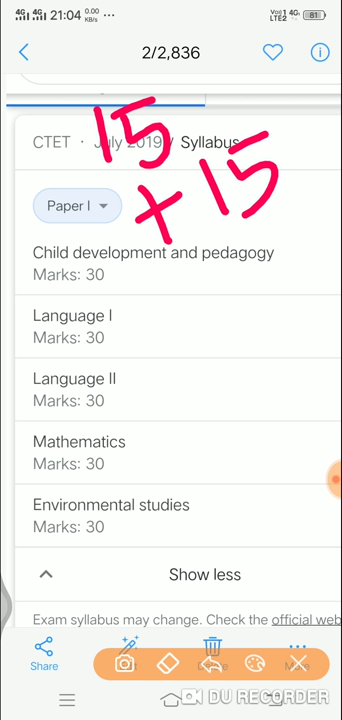 4G 4G 21:04 0.00 KB/s ... Vo) 1 4G LTE2 81
2/2,836
15
CTET · July 2019 / Syllabus
+ 15
Paper I
Child development and pedagogy
Marks: 30
Language I
Marks: 30
Language II
Marks: 30
Mathematics
Marks: 30
Environmental studies
Marks: 30
Show less
Exam syllabus may change. Check the official web
Share
DU RECORDER